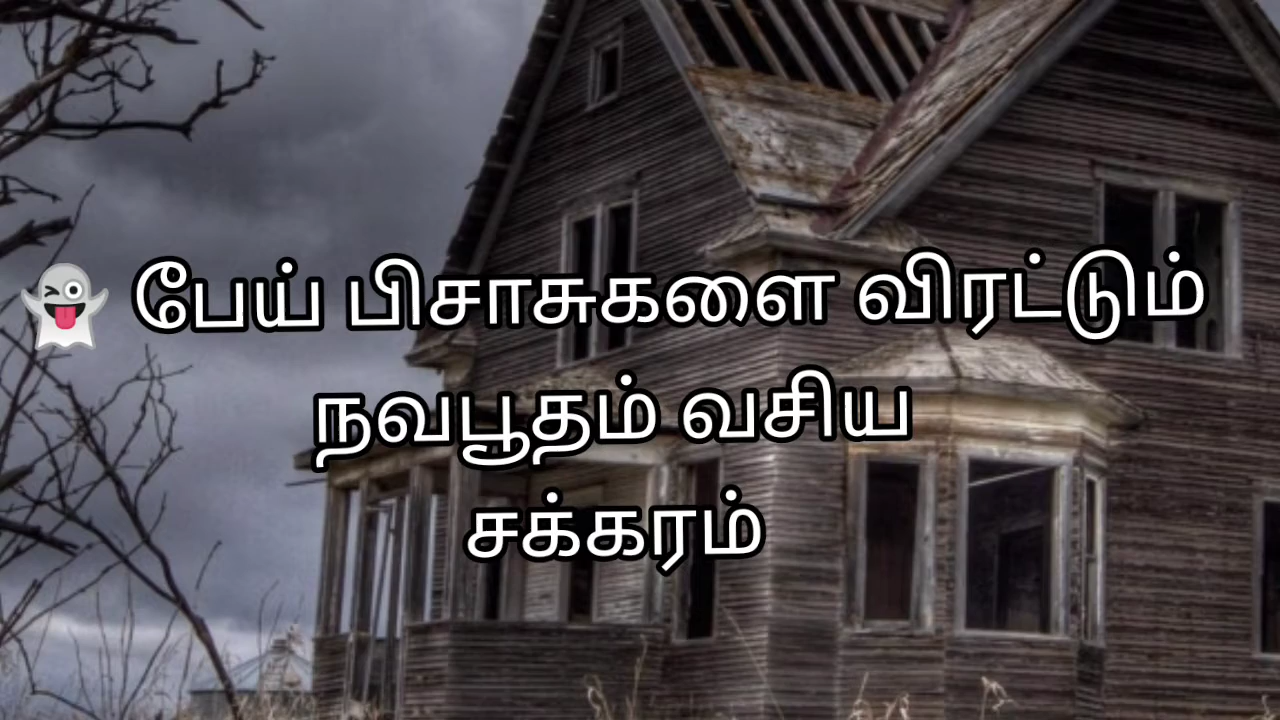 👻 பேய் பிசாசுகளை விரட்டும்
நவபூதம் வசிய
சக்கரம்